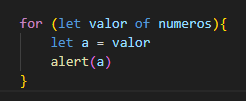 for (let valor of numeros){
    let a = valor
    alert(a)
}